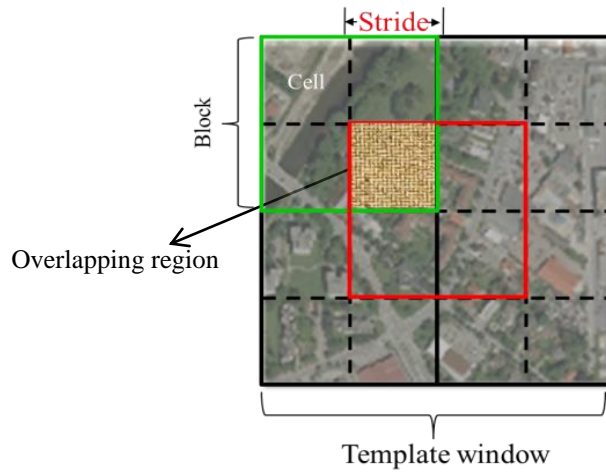 Stride
Cell
Block
Overlapping region
Template window